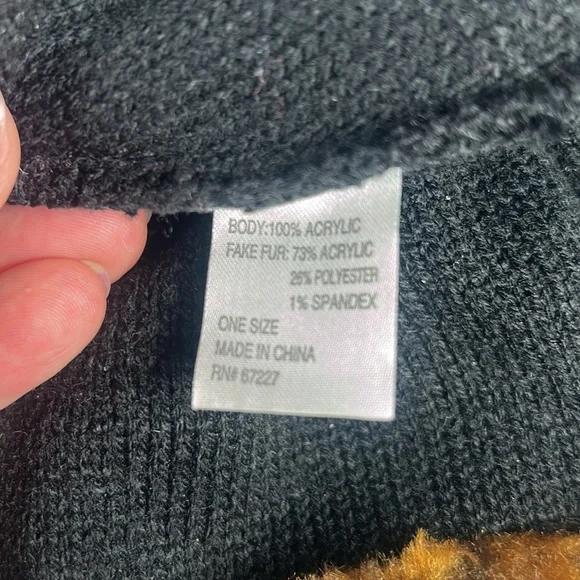 BODY:100% ACRYLIC
FAKE FUR: 73% ACRYLIC
26% POLYESTER
1% SPANDEX
ONE SIZE
MADE IN CHINA
RN# 67227